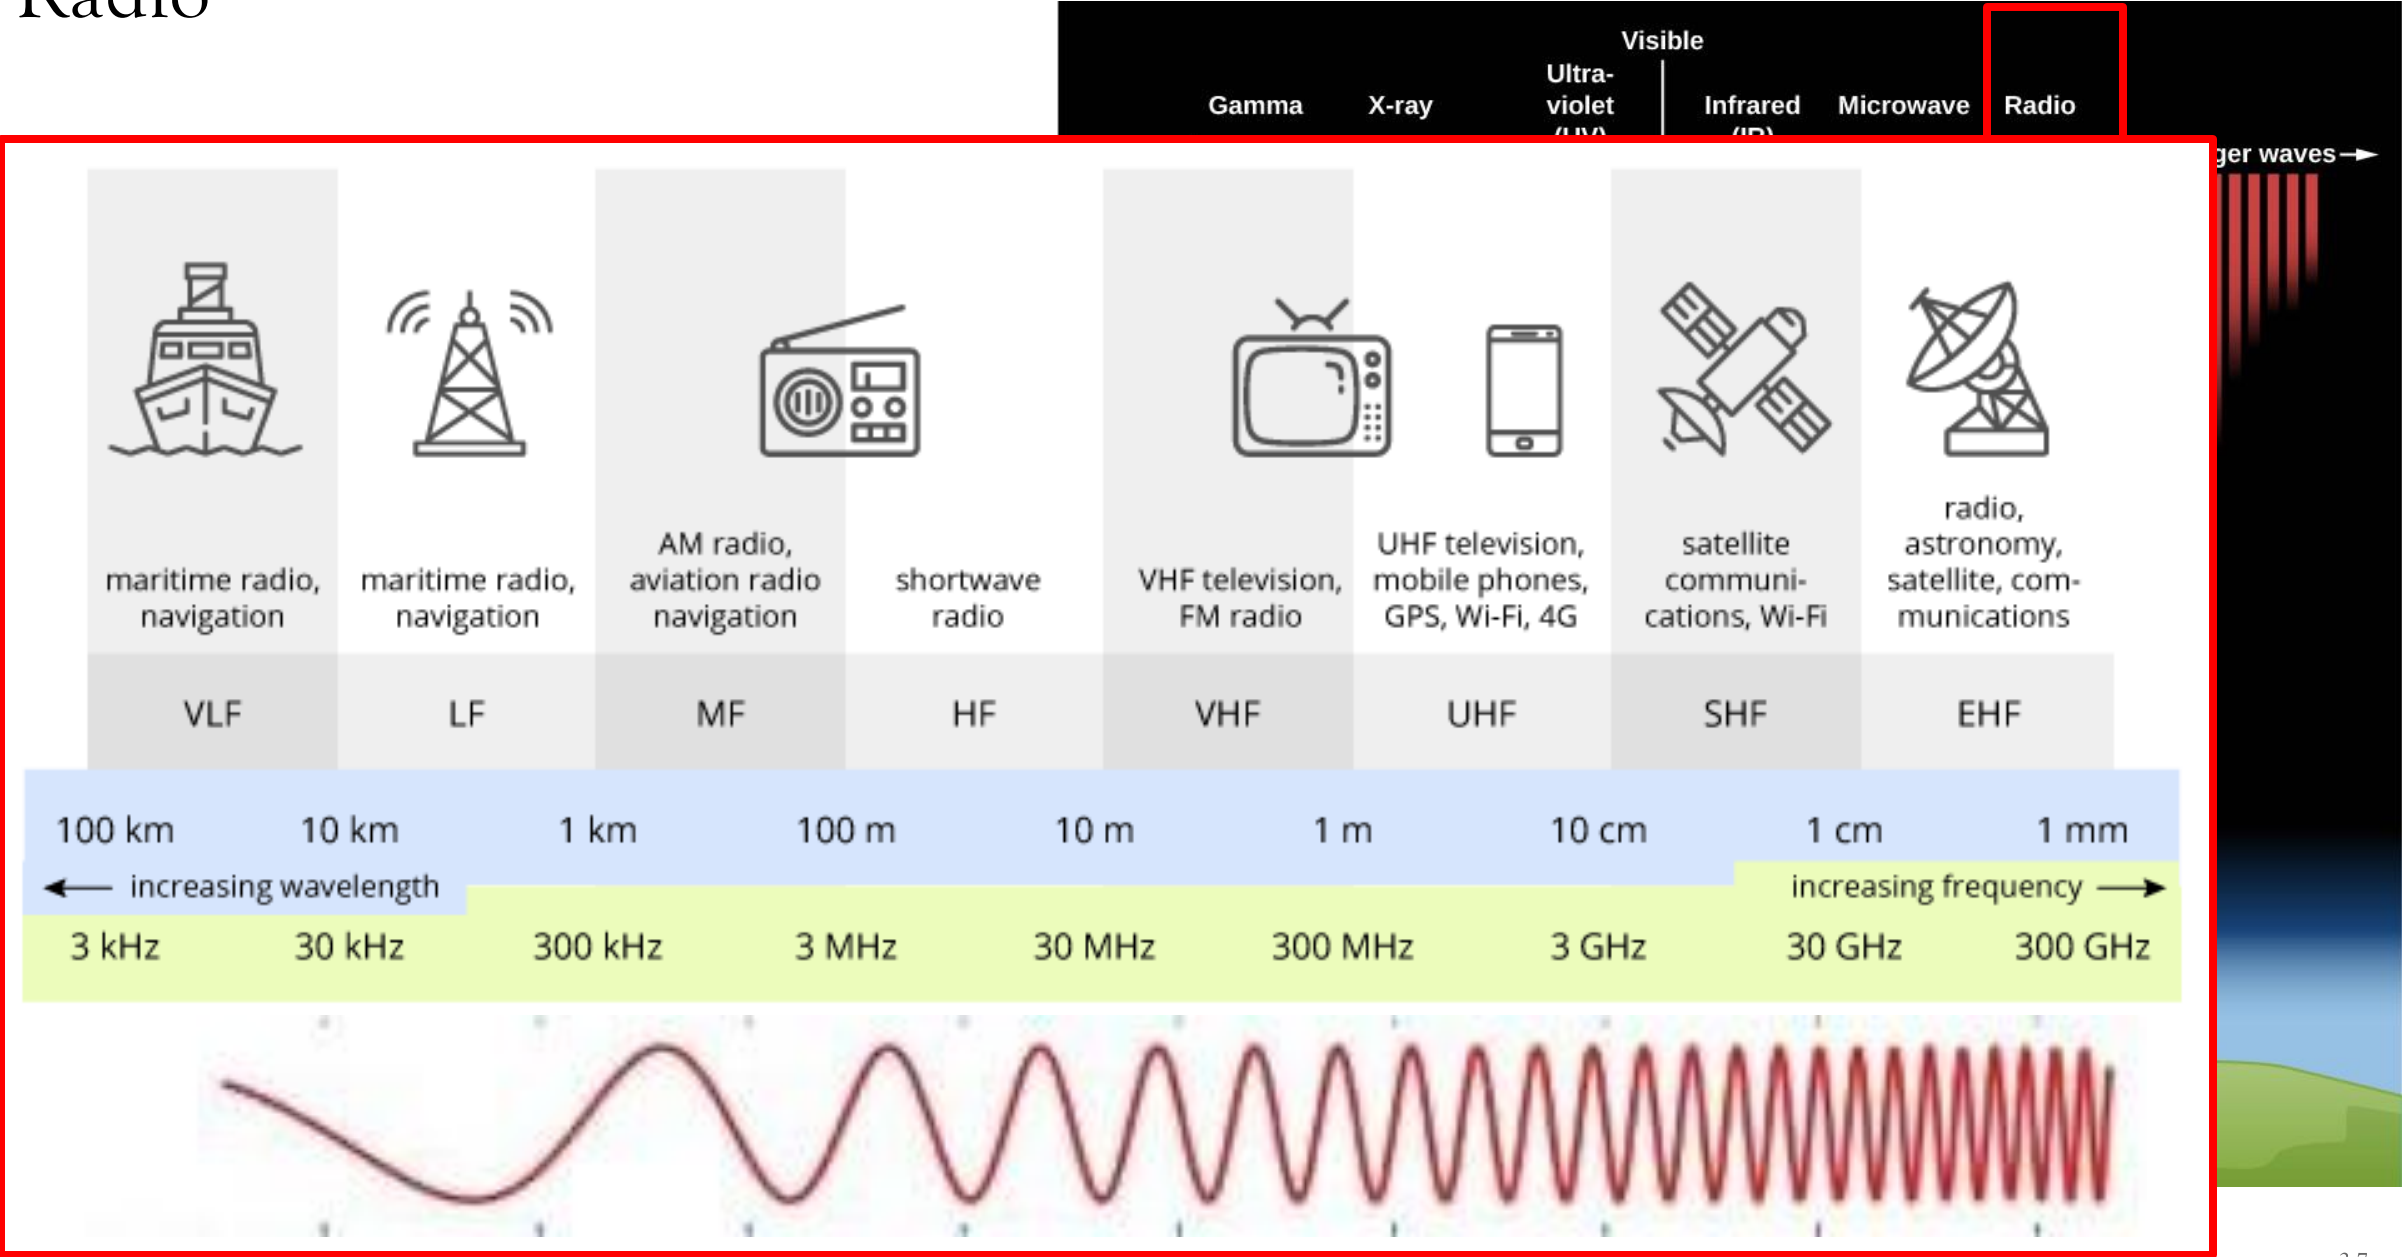 Radio
Visible
Ultra-
violet
(UV)
Gamma
X-ray
Infrared
(IR)
Microwave
Radio
ger waves
maritime radio,
navigation
maritime radio,
navigation
AM radio,
aviation radio
navigation
shortwave
radio
VHF television,
FM radio
UHF television,
mobile phones,
GPS, Wi-Fi, 4G
satellite
communi-
cations, Wi-Fi
radio,
astronomy,
satellite, com-
munications
VLF LF MF HF VHF UHF SHF EHF
100 km 10 km 1 km 100 m 10 m 1 m 10 cm 1 cm 1 mm
increasing wavelength
increasing frequency
3 kHz 30 kHz 300 kHz 3 MHz 30 MHz 300 MHz 3 GHz 30 GHz 300 GHz